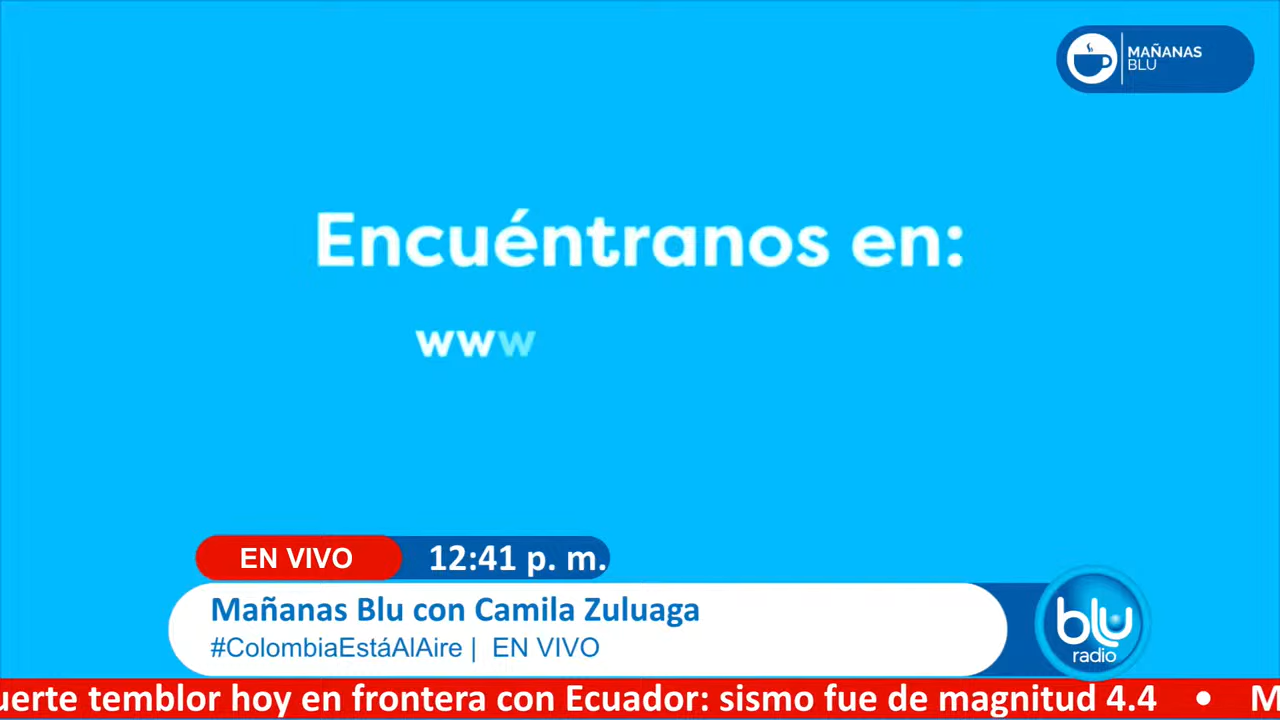 MAÑANAS
BLU
Encuéntranos en:
www
EN VIVO
12:41 p. m.
Mañanas Blu con Camila Zuluaga
#ColombiaEstáAlAire | EN VIVO
blu
radio
temblor hoy en frontera con Ecuador: sismo fue de magnitud 4.4 •